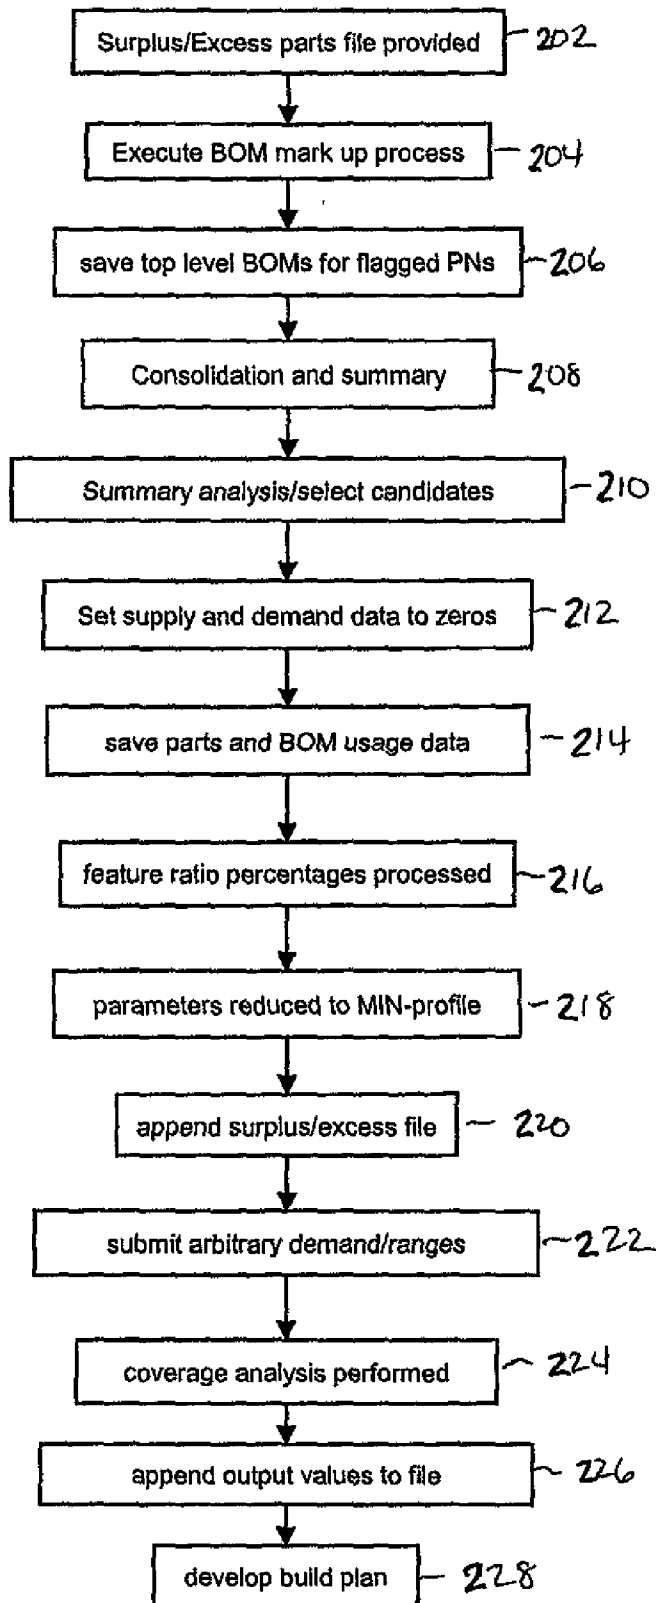 Surplus/Excess parts file provided 202
Execute BOM mark up process 204
save top level BOMs for flagged PNs 206
Consolidation and summary 208
Summary analysis/select candidates 210
Set supply and demand data to zeros 212
save parts and BOM usage data 214
feature ratio percentages processed 216
parameters reduced to MIN-profile 218
append surplus/excess file 220
submit arbitrary demand/ranges 222
coverage analysis performed 224
append output values to file 226
develop build plan 228